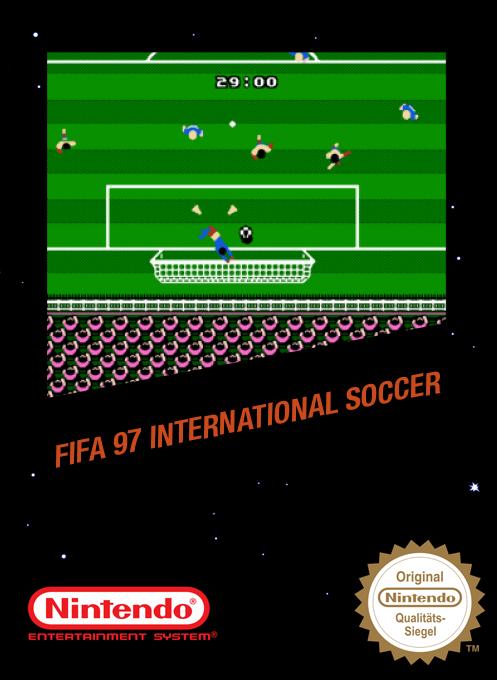 29:00
FIFA 97 INTERNATIONAL SOCCER
Nintendo®
ENTERTAINMENT SYSTEM®
Original
Nintendo
Qualitäts-
Siegel
TM